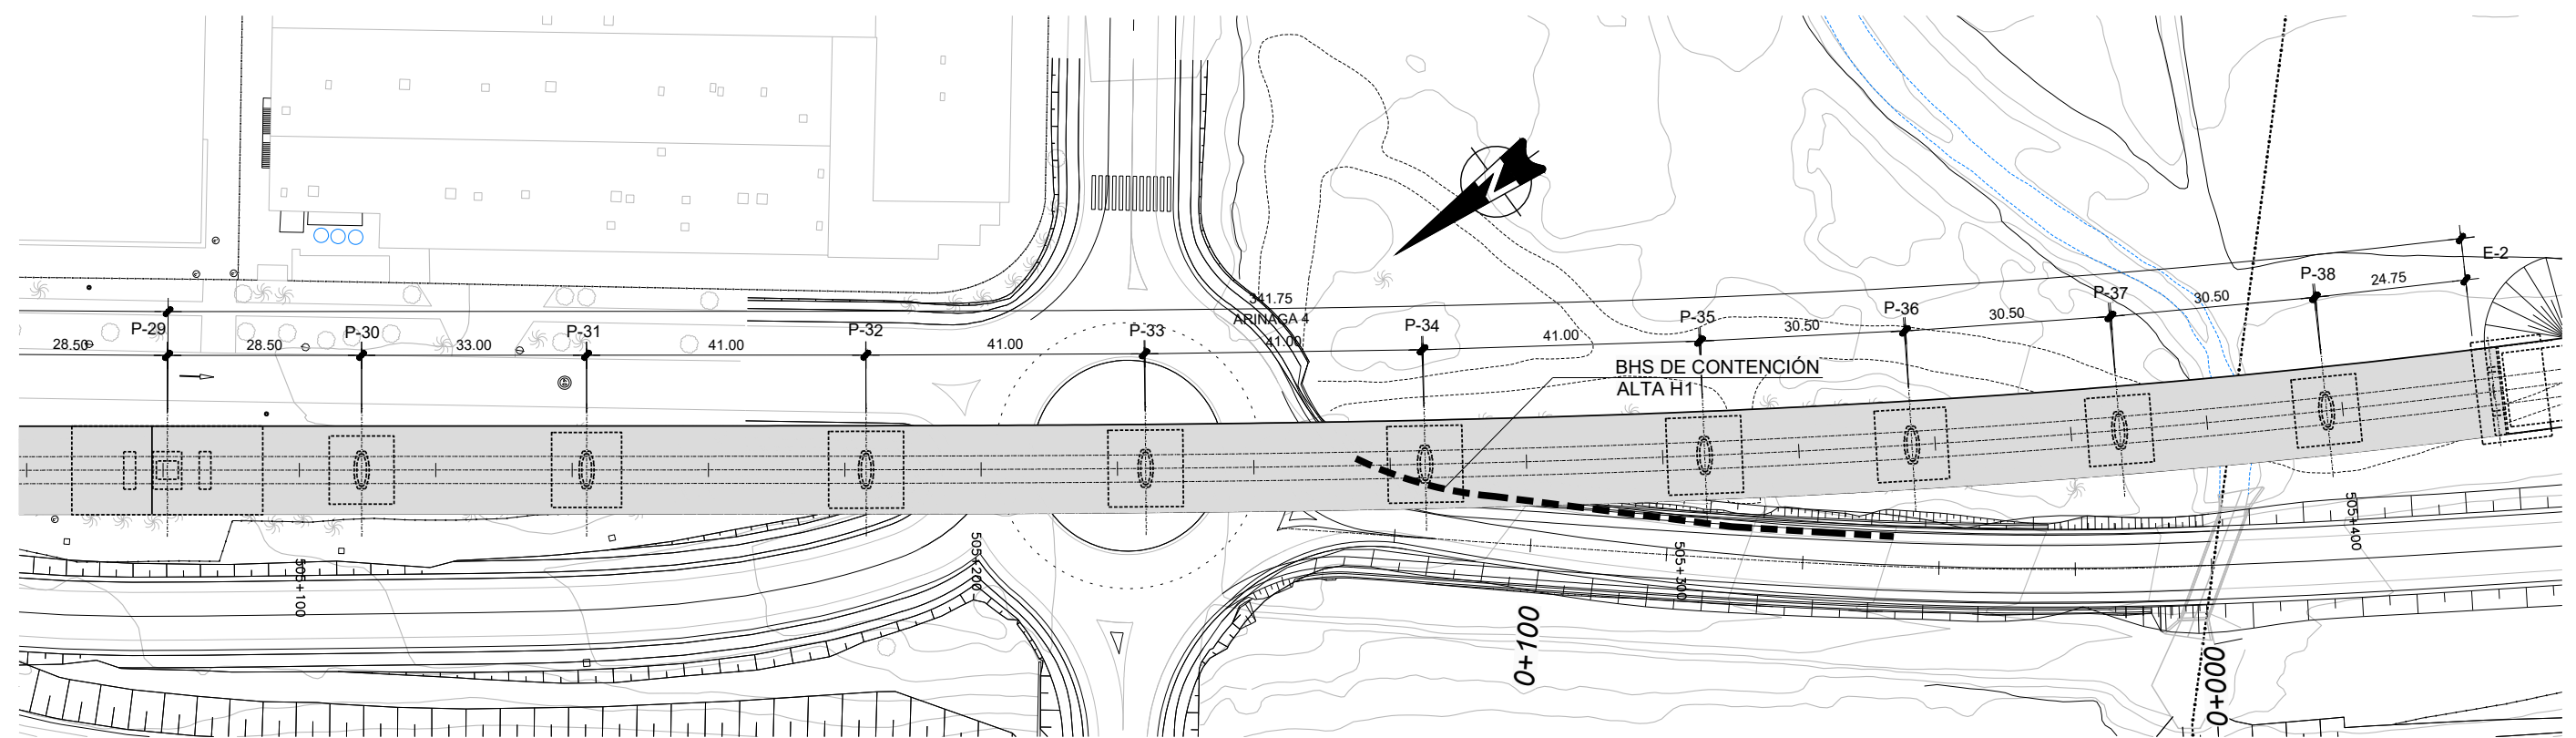 341.75
ARINAGA 4
E-2
P-29
P-30
P-31
P-32
P-33
P-34
P-35
P-36
P-37
P-38
28.50
28.50
33.00
41.00
41.00
41.00
41.00
30.50
30.50
30.50
24.75
BHS DE CONTENCIÓN
ALTA H1
N
505+100
505+200
505+300
505+400
0+100
0+000